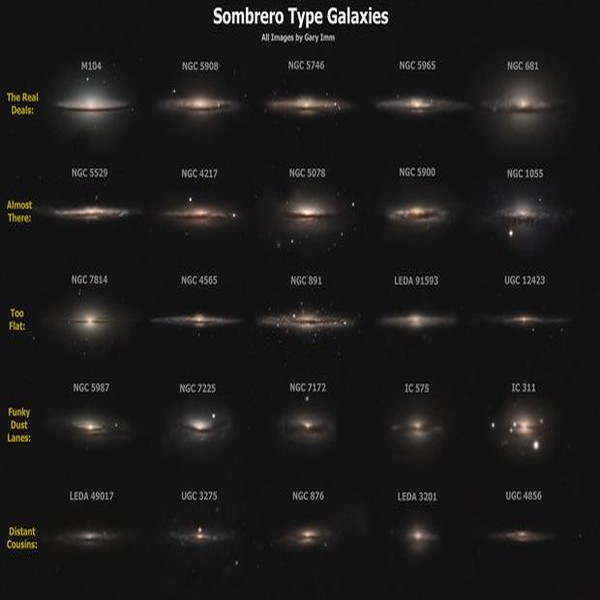 Sombrero Type Galaxies
All Images by Gary Imm
M104 NGC 5908 NGC 5746 NGC 5965 NGC 681
The Real
Deals:
NGC 5529 NGC 4217 NGC 5078 NGC 5900 NGC 1055
Almost
There:
NGC 7814 NGC 4565 NGC 891 LEDA 91593 UGC 12423
Too
Flat:
NGC 5987 NGC 7225 NGC 7172 IC 575 IC 311
Funky
Dust
Lanes:
LEDA 49017 UGC 3275 NGC 876 LEDA 3201 UGC 4856
Distant
Cousins: